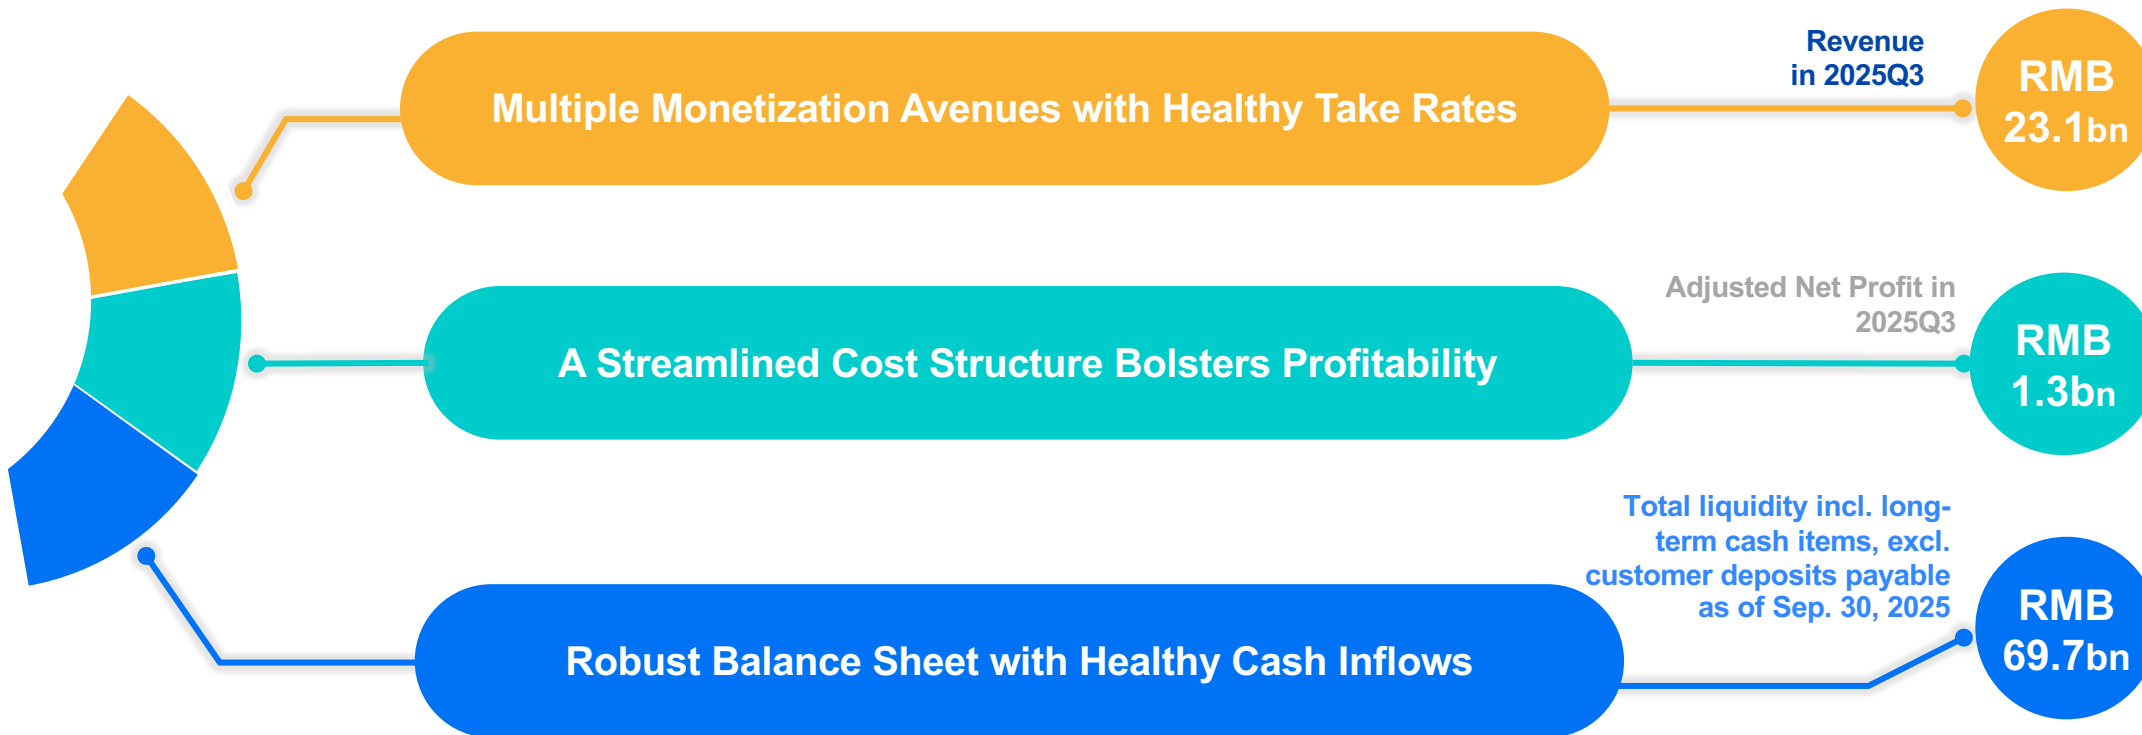 Multiple Monetization Avenues with Healthy Take Rates
Revenue
in 2025Q3
RMB
23.1bn
A Streamlined Cost Structure Bolsters Profitability
Adjusted Net Profit in
2025Q3
RMB
1.3bn
Robust Balance Sheet with Healthy Cash Inflows
Total liquidity incl. long-
term cash items, excl.
customer deposits payable
as of Sep. 30, 2025
RMB
69.7bn